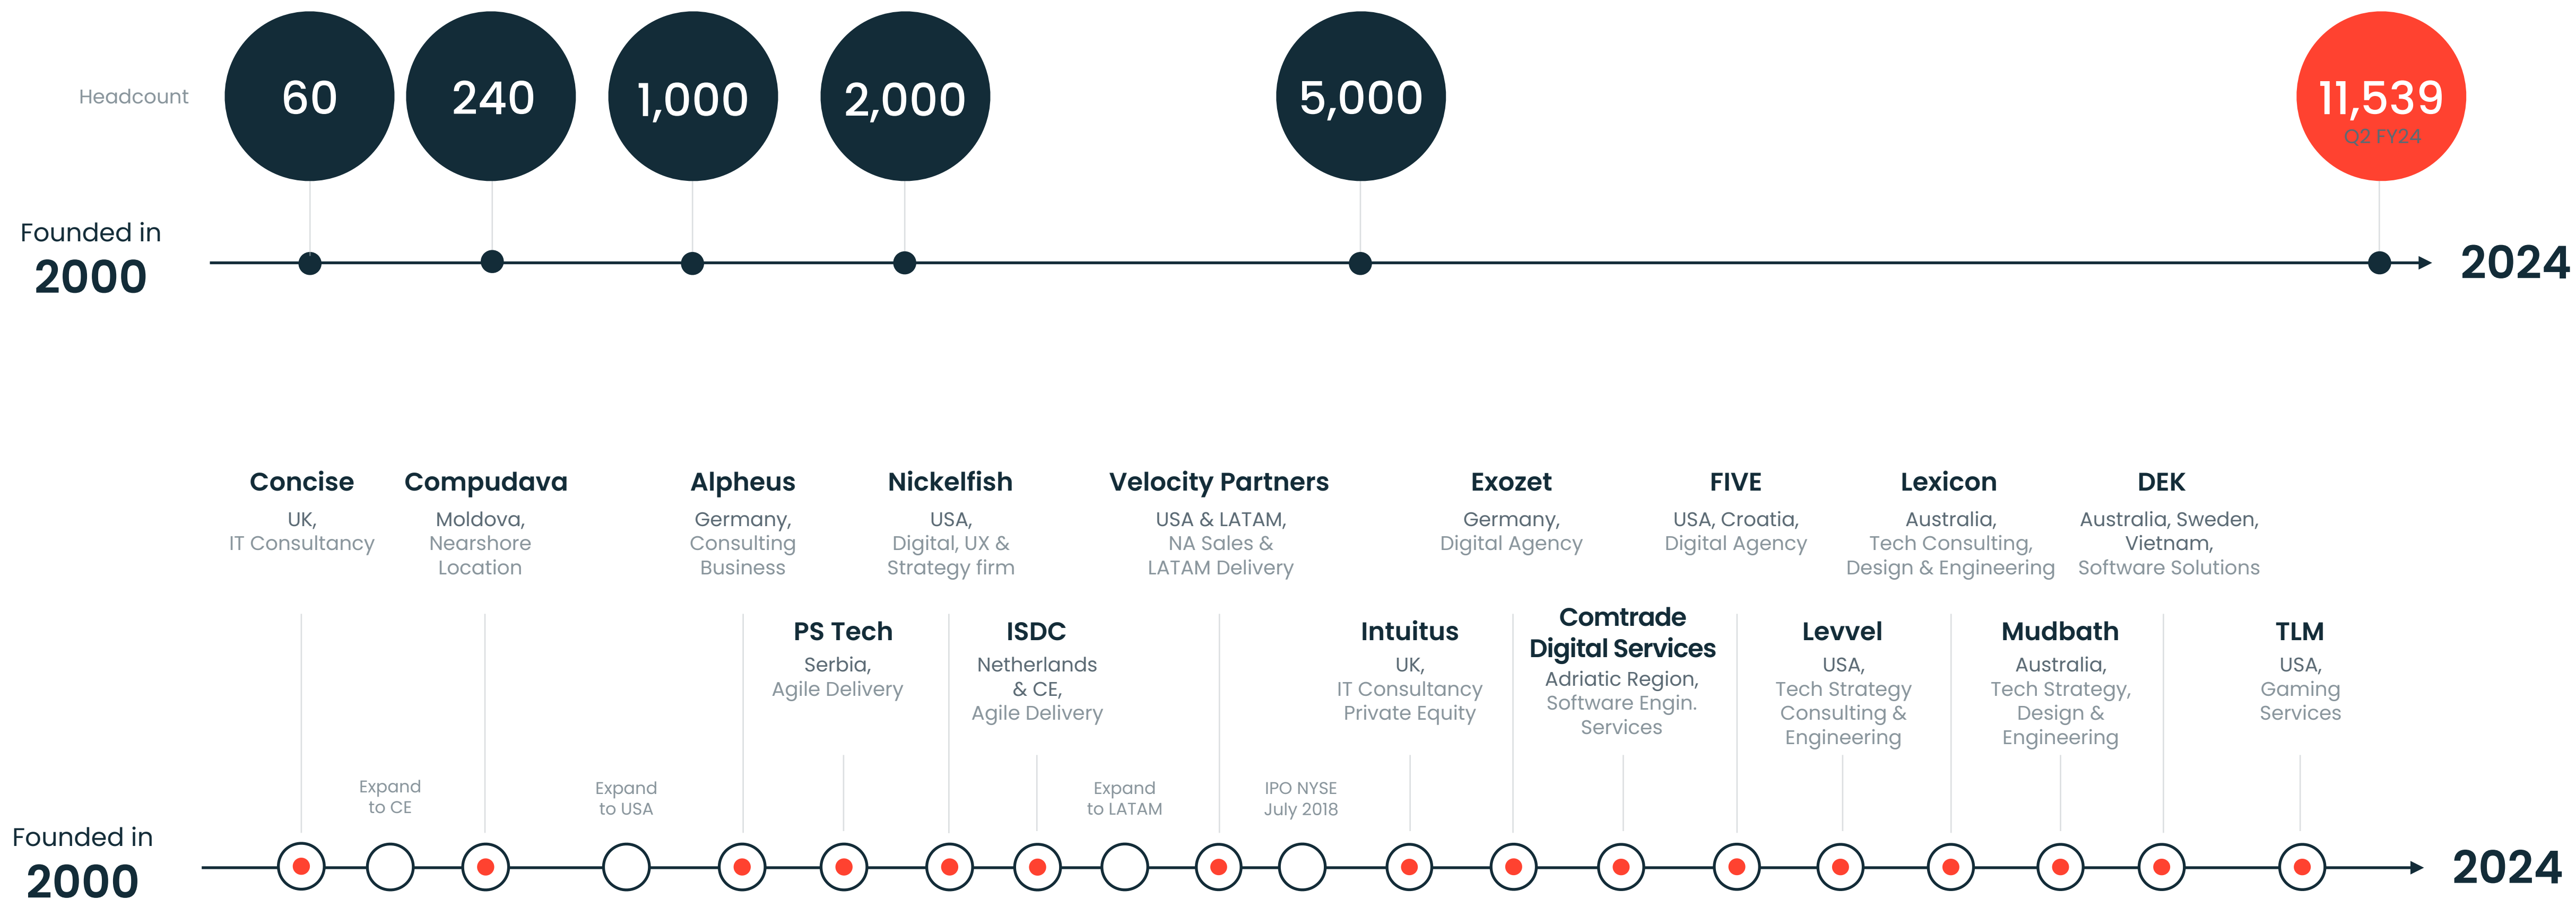 Headcount
60
240
1,000
2,000
5,000
11,539
Q2 FY24
Founded in
2000
2024
Concise
UK,
IT Consultancy
Compudava
Moldova,
Nearshore
Location
Alpheus
Germany,
Consulting
Business
Nickelfish
USA,
Digital, UX &
Strategy firm
Velocity Partners
USA & LATAM,
NA Sales &
LATAM Delivery
Exozet
Germany,
Digital Agency
FIVE
USA, Croatia,
Digital Agency
Lexicon
Australia,
Tech Consulting,
Design & Engineering
DEK
Australia, Sweden,
Vietnam,
Software Solutions
PS Tech
Serbia,
Agile Delivery
ISDC
Netherlands
& CE,
Agile Delivery
Intuitus
UK,
IT Consultancy
Private Equity
Comtrade
Digital Services
Adriatic Region,
Software Engin.
Services
Levvel
USA,
Tech Strategy
Consulting &
Engineering
Mudbath
Australia,
Tech Strategy,
Design &
Engineering
TLM
USA,
Gaming
Services
Expand
to CE
Expand
to USA
Expand
to LATAM
IPO NYSE
July 2018
Founded in
2000
2024